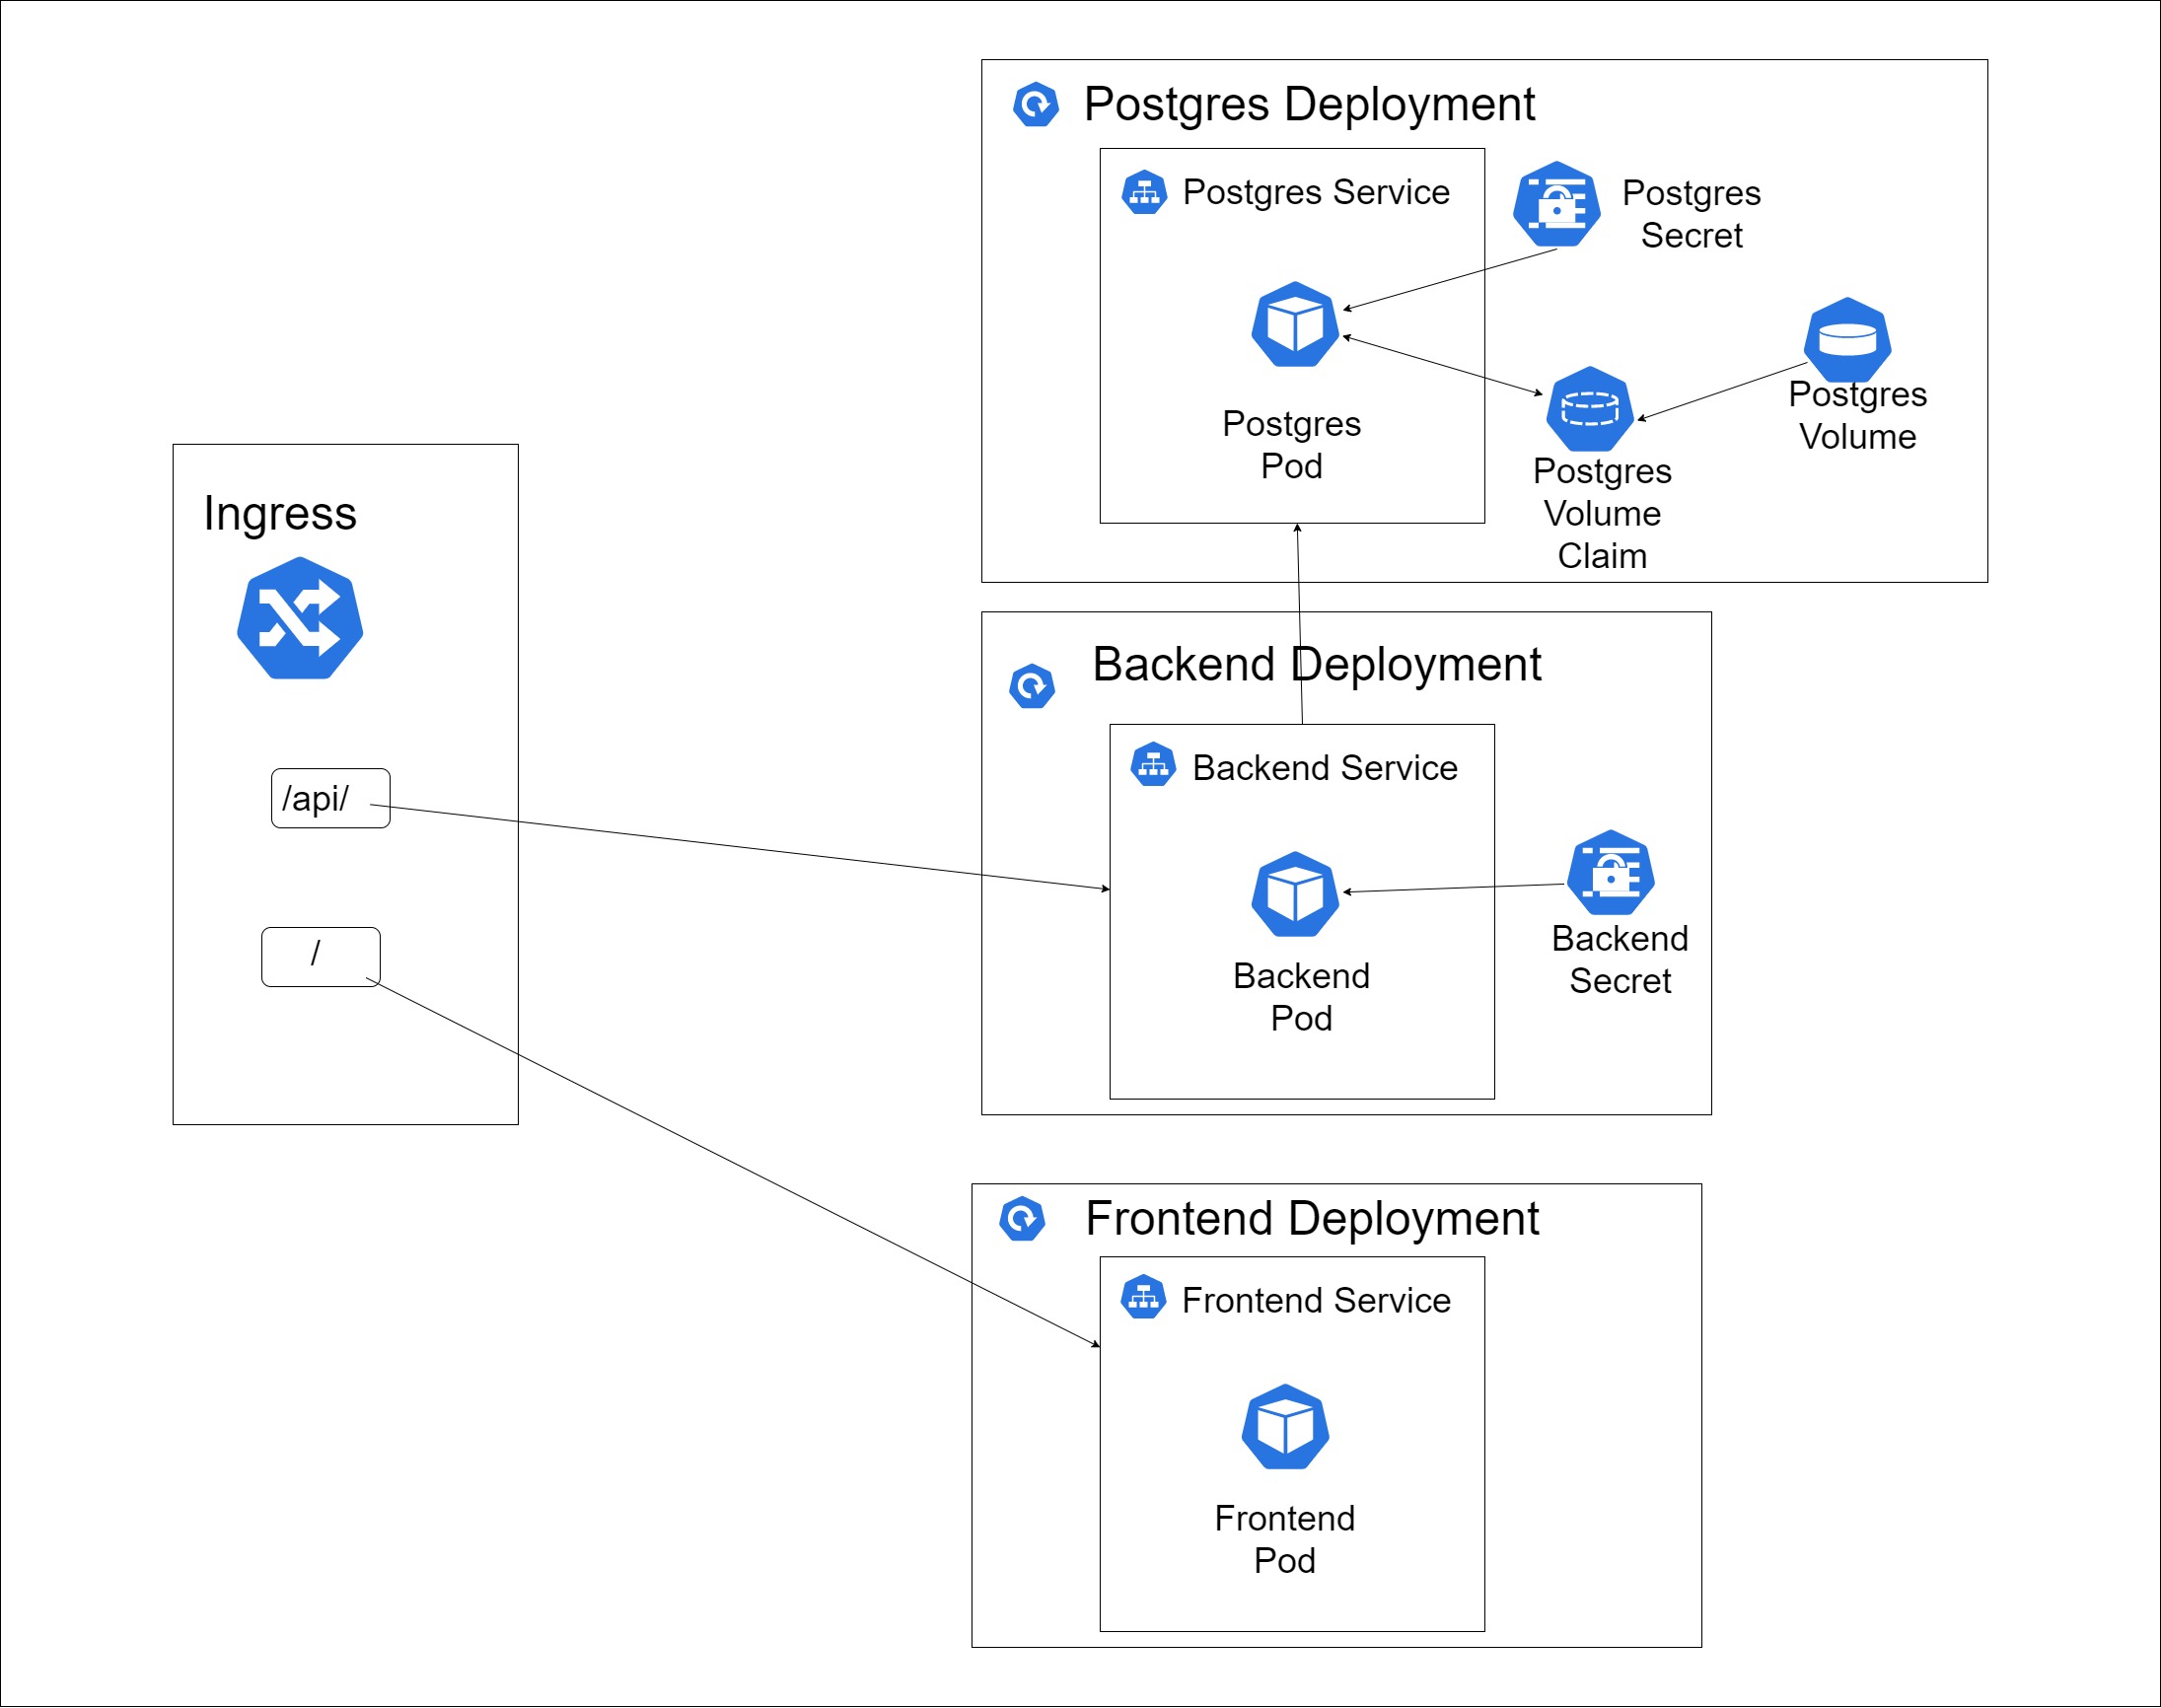 Postgres Deployment
Postgres Service
Postgres
Secret
Postgres
Pod
Postgres
Volume
Claim
Postgres
Volume
Ingress
/api/
/
Backend Deployment
Backend Service
Backend
Pod
Backend
Secret
Frontend Deployment
Frontend Service
Frontend
Pod